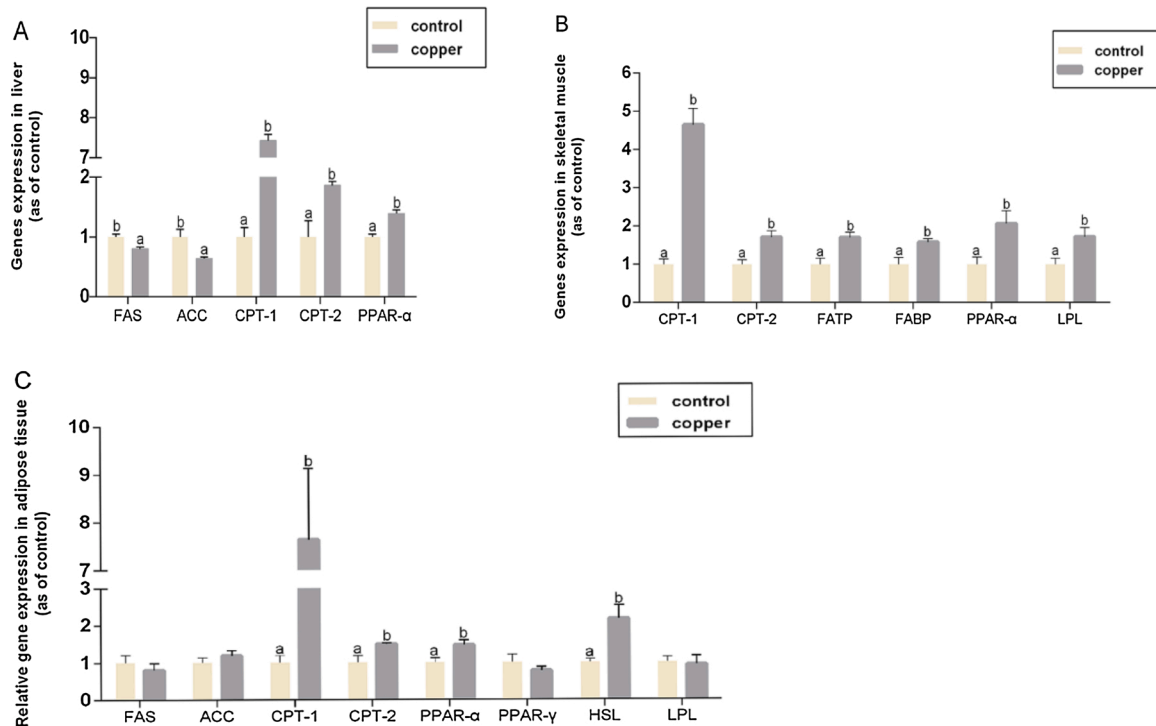 A
control
copper
Genes expression in liver
(as of control)
10
9
8
7
2
1
0
b
a
b
a
a
b
a
b
a
b
FAS ACC CPT-1 CPT-2 PPAR-α
B
control
copper
Genes expression in skeletal muscle
(as of control)
6
5
4
3
2
1
0
a
b
a
b
a
b
a
b
a
b
a
b
CPT-1 CPT-2 FATP FABP PPAR-α LPL
C
control
copper
Relative gene expression in adipose tissue
(as of control)
10
9
8
7
3
2
1
0
a
b
a
b
a
b
a
b
FAS ACC CPT-1 CPT-2 PPAR-α PPAR-γ HSL LPL